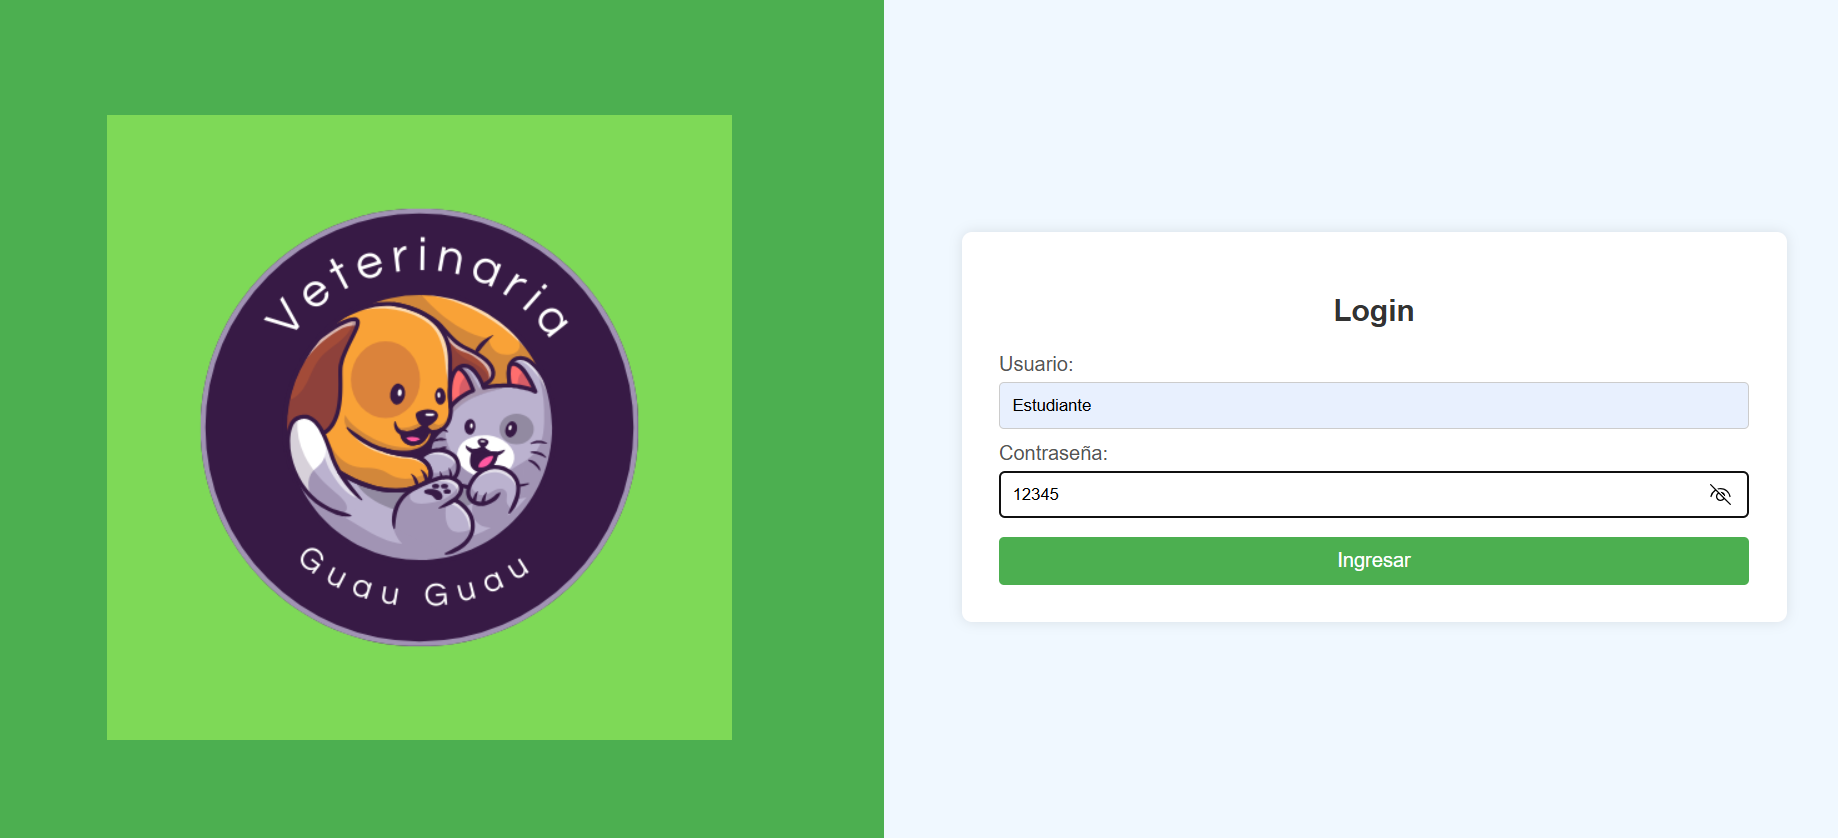 Veterinaria
Guau Guau
Login
Usuario:
Estudiante
Contraseña:
12345
Ingresar